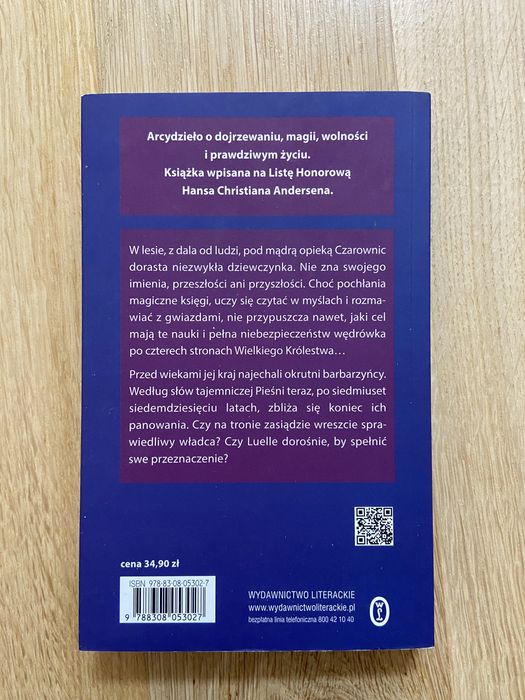 Arcydzieło o dojrzewaniu, magii, wolności
i prawdziwym życiu.
Książka wpisana na Listę Honorową
Hansa Christiana Andersena.
W lesie, z dala od ludzi, pod mądrą opieką Czarownic
dorasta niezwykła dziewczynka. Nie zna swojego
imienia, przeszłości ani przyszłości. Choć pochłania
magiczne księgi, uczy się czytać w myślach i rozma-
wiać z gwiazdami, nie przypuszcza nawet, jaki cel
mają te nauki i pełna niebezpieczeństw wędrówka
po czterech stronach Wielkiego Królestwa...
Przed wiekami jej kraj najechali okrutni barbarzyńcy.
Według słów tajemniczej Pieśni teraz, po siedmiuset
siedemdziesięciu latach, zbliża się koniec ich
panowania. Czy na tronie zasiądzie wreszcie spra-
wiedliwy władca? Czy Luelle dorośnie, by spełnić
swe przeznaczenie?
cena 34,90 zł
ISBN 978-83-08-05302-7
9 788308 053027
WYDAWNICTWO LITERACKIE
www.wydawnictwoliterackie.pl
bezpłatna linia telefoniczna 800 42 10 40